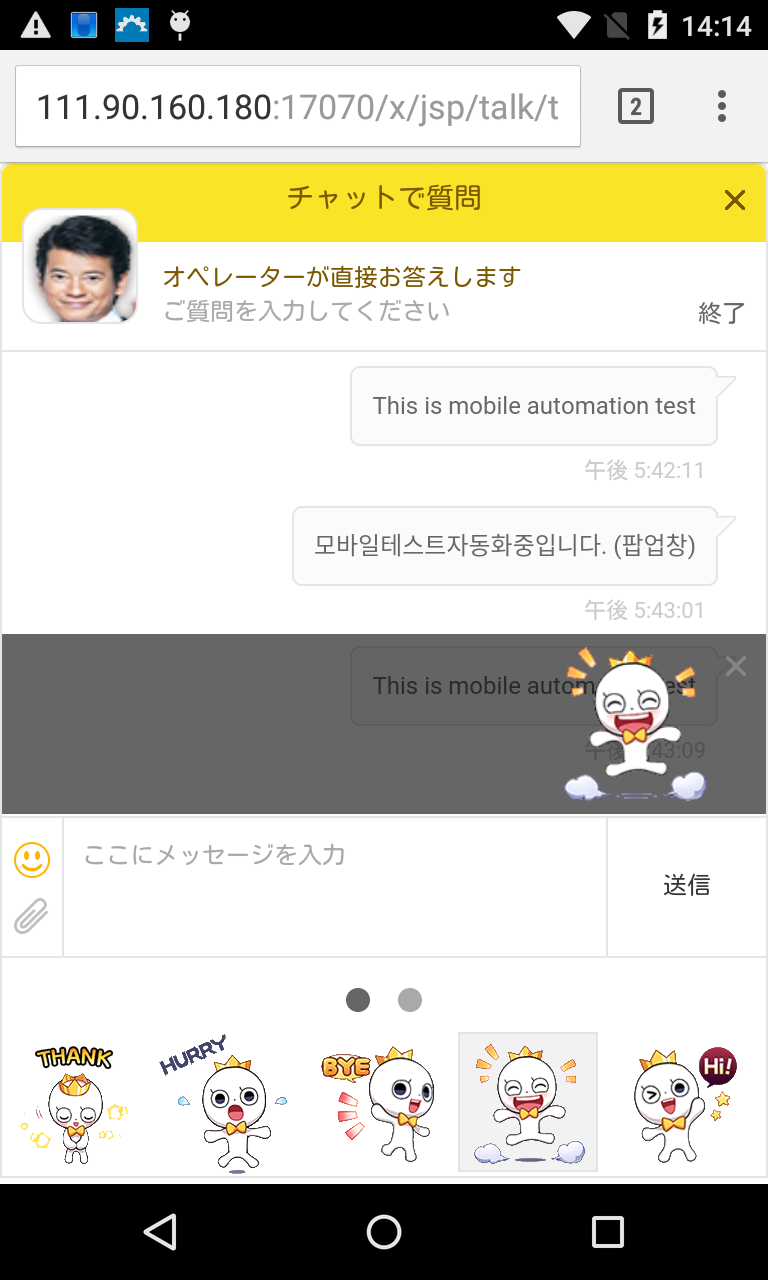 14:14
111.90.160.180:17070/x/jsp/talk/t
2
チャットで質問
オペレーターが直接お答えします
ご質問を入力してください
終了
This is mobile automation test
午後 5:42:11
모바일테스트자동화중입니다. (팝업창)
午後 5:43:01
This is mobile autom est
午後 :43:09
ここにメッセージを入力
送信
THANK
HURRY
BYE
Hi!